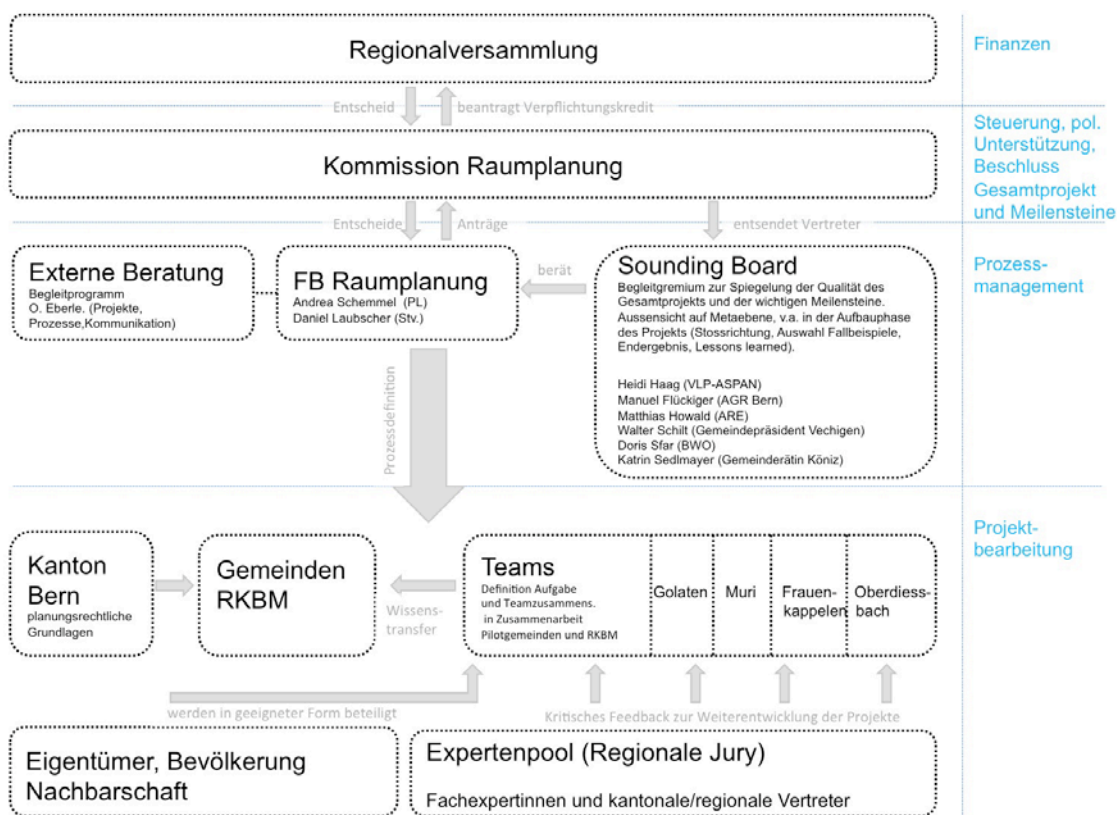 Regionalversammlung
Finanzen
Entscheid
beantragt Verpflichtungskredit
Kommission Raumplanung
Steuerung, pol.
Unterstützung,
Beschluss
Gesamtprojekt
und Meilensteine
Entscheide
Anträge
entsendet Vertreter
Externe Beratung
Begleitprogramm
O. Eberle. (Projekte,
Prozesse,Kommunikation)
FB Raumplanung
Andrea Schemmel (PL)
Daniel Laubscher (Stv.)
berät
Sounding Board
Begleitgremium zur Spiegelung der Qualität des
Gesamtprojekts und der wichtigen Meilensteine.
Aussensicht auf Metaebene, v.a. in der Aufbauphase
des Projekts (Stossrichtung, Auswahl Fallbeispiele,
Endergebnis, Lessons learned).
Heidi Haag (VLP-ASPAN)
Manuel Flückiger (AGR Bern)
Matthias Howald (ARE)
Walter Schilt (Gemeindepräsident Vechigen)
Doris Sfar (BWO)
Katrin Sedlmayer (Gemeinderätin Köniz)
Prozess-
management
Prozessdefinition
Kanton
Bern
planungsrechtliche
Grundlagen
Gemeinden
RKBM
Wissens-
transfer
Teams
Definition Aufgabe
und Teamzusammens.
in Zusammenarbeit
Pilotgemeinden und RKBM
Golaten
Muri
Frauen-
kappelen
Oberdiess-
bach
Projekt-
bearbeitung
werden in geeigneter Form beteiligt
Kritisches Feedback zur Weiterentwicklung der Projekte
Eigentümer, Bevölkerung
Nachbarschaft
Expertenpool (Regionale Jury)
Fachexpertinnen und kantonale/regionale Vertreter